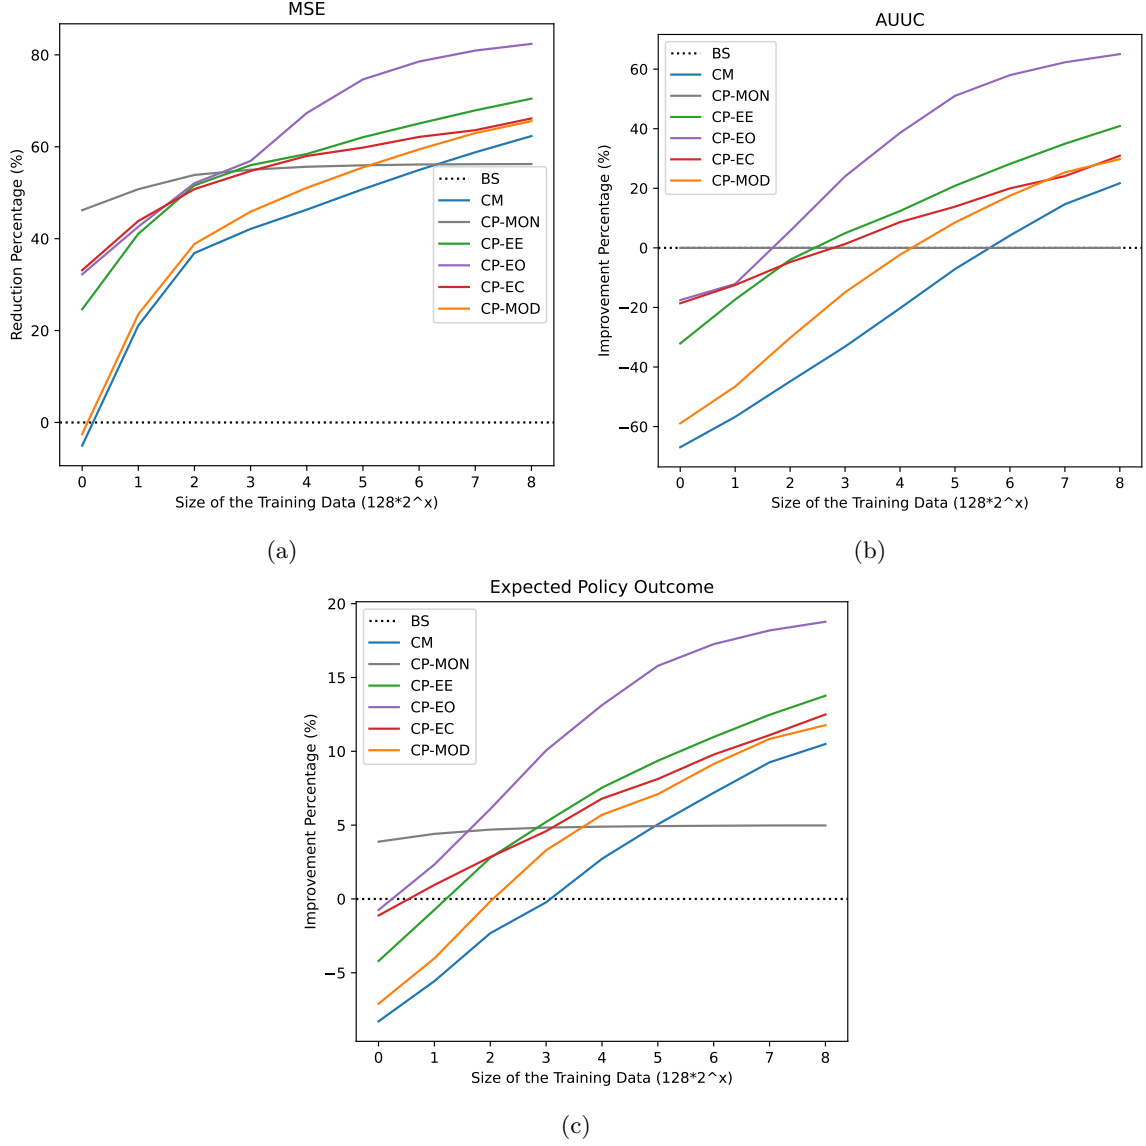 MSE
Reduction Percentage (%)
80
60
40
20
0
BS
CM
CP-MON
CP-EE
CP-EO
CP-EC
CP-MOD
0 1 2 3 4 5 6 7 8
Size of the Training Data (128*2^x)
(a)
AUUC
Improvement Percentage (%)
60
40
20
0
−20
−40
−60
BS
CM
CP-MON
CP-EE
CP-EO
CP-EC
CP-MOD
0 1 2 3 4 5 6 7 8
Size of the Training Data (128*2^x)
(b)
Expected Policy Outcome
Improvement Percentage (%)
20
15
10
5
0
−5
BS
CM
CP-MON
CP-EE
CP-EO
CP-EC
CP-MOD
0 1 2 3 4 5 6 7 8
Size of the Training Data (128*2^x)
(c)